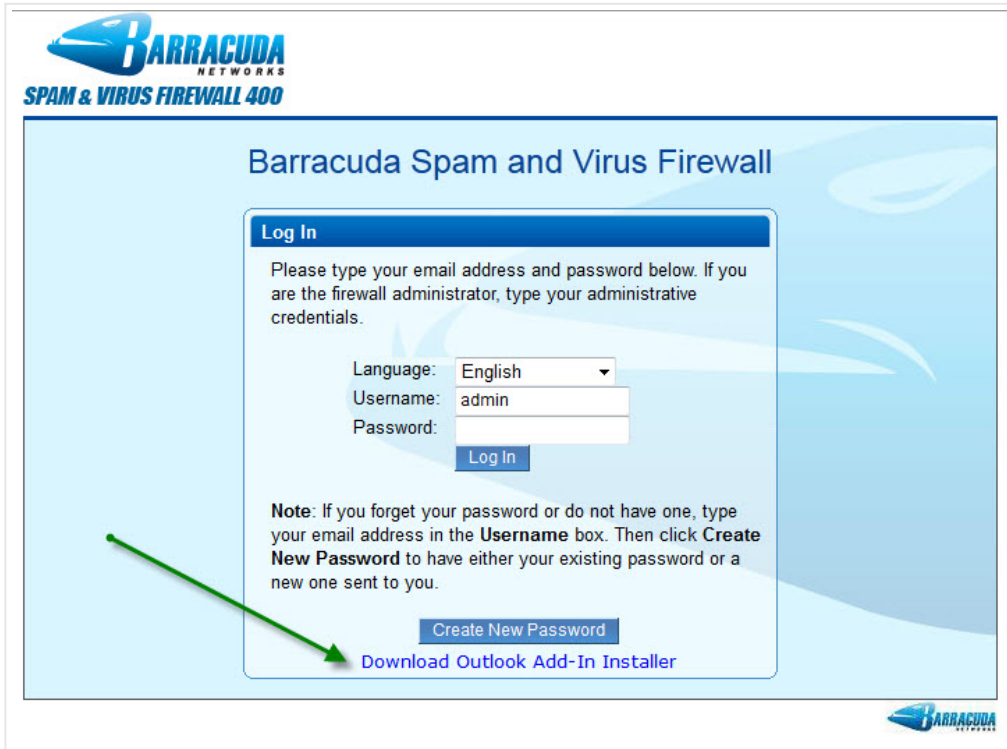 BARRACUDA
NETWORKS
SPAM & VIRUS FIREWALL 400
Barracuda Spam and Virus Firewall
Log In
Please type your email address and password below. If you
are the firewall administrator, type your administrative
credentials.
Language: English
Username: admin
Password:
Log In
Note: If you forget your password or do not have one, type
your email address in the Username box. Then click Create
New Password to have either your existing password or a
new one sent to you.
Create New Password
Download Outlook Add-In Installer
BARRACUDA
NETWORKS